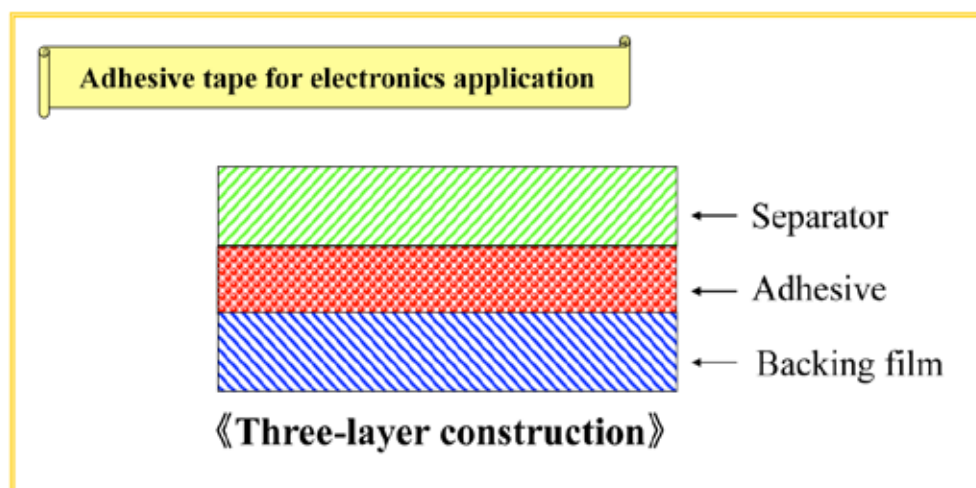 Adhesive tape for electronics application
Separator
Adhesive
Backing film
《Three-layer construction》